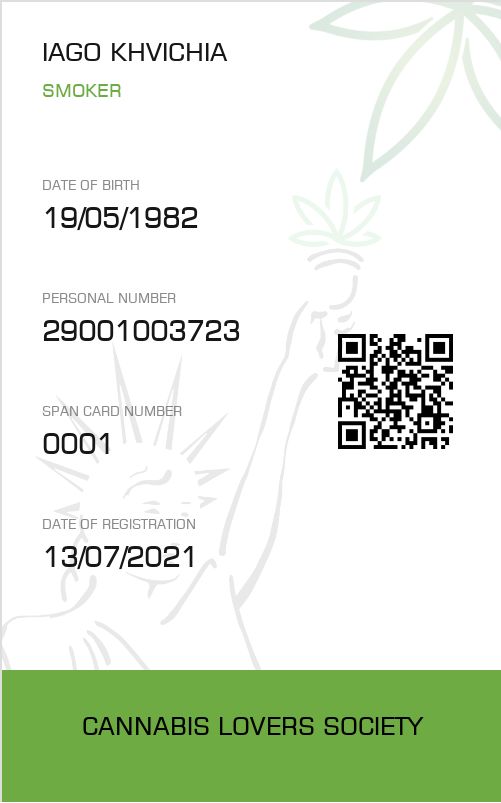 IAGO KHVICHIA
SMOKER
DATE OF BIRTH
19/05/1982
PERSONAL NUMBER
29001003723
SPAN CARD NUMBER
0001
DATE OF REGISTRATION
13/07/2021
CANNABIS LOVERS SOCIETY